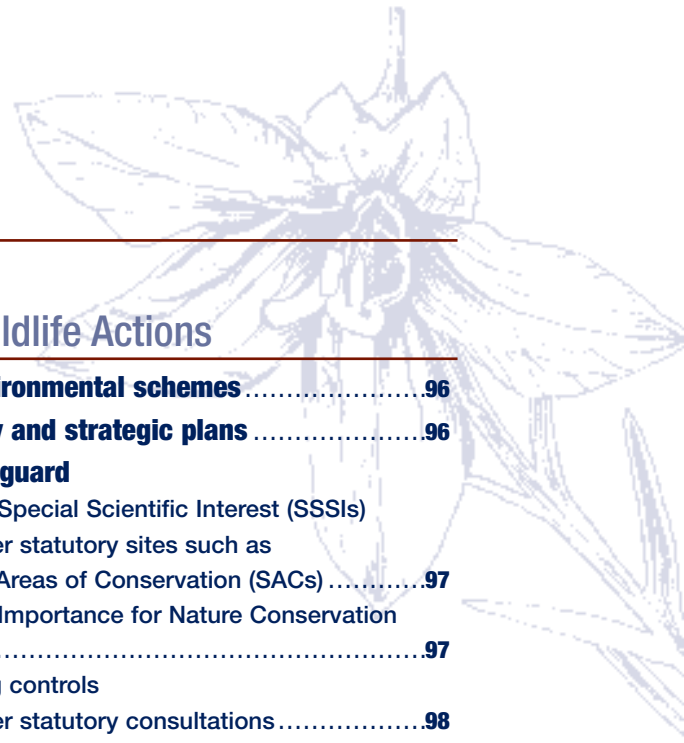 ldlife Actions
ironmental schemes......................96
y and strategic plans.....................96
guard
Special Scientific Interest (SSSIs)
er statutory sites such as
Areas of Conservation (SACs)............97
Importance for Nature Conservation
....................................................97
g controls
er statutory consultations..................98